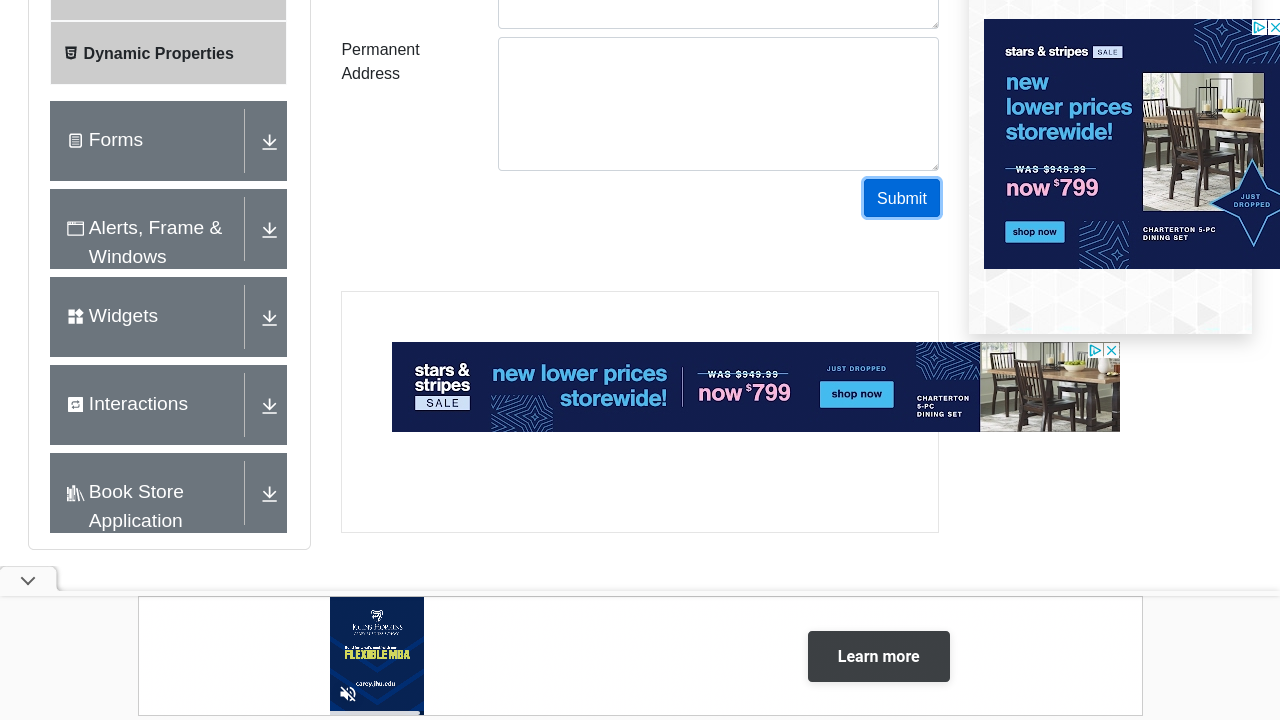 Dynamic Properties
Forms
Alerts, Frame &
Windows
Widgets
Interactions
Book Store
Application
Permanent
Address
Submit
stars & stripes SALE
new
lower prices
storewide!
WAS $949.99
now $799
shop now
JUST
DROPPED
CHARTERTON 5-PC
DINING SET
stars &
stripes
SALE
new lower prices
storewide!
WAS $949.99
now $799
JUST DROPPED
shop now
CHARTERTON
5-PC
DINING SET
FLEXIBLE MBA
carey.jhu.edu
Learn more